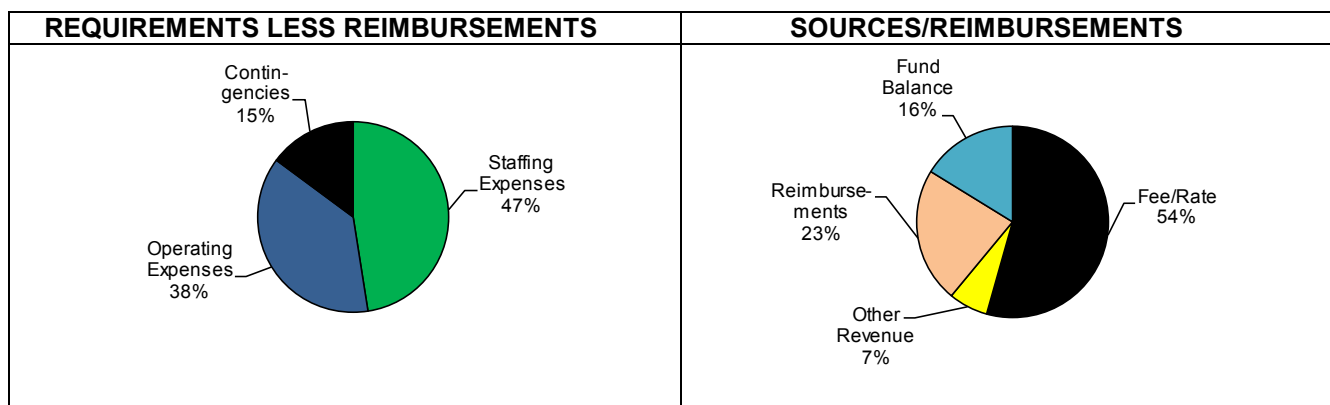 REQUIREMENTS LESS REIMBURSEMENTS
SOURCES/REIMBURSEMENTS
Contin-
gencies
15%
Staffing
Expenses
47%
Operating
Expenses
38%
Fund
Balance
16%
Reimburse-
ments
23%
Fee/Rate
54%
Other
Revenue
7%